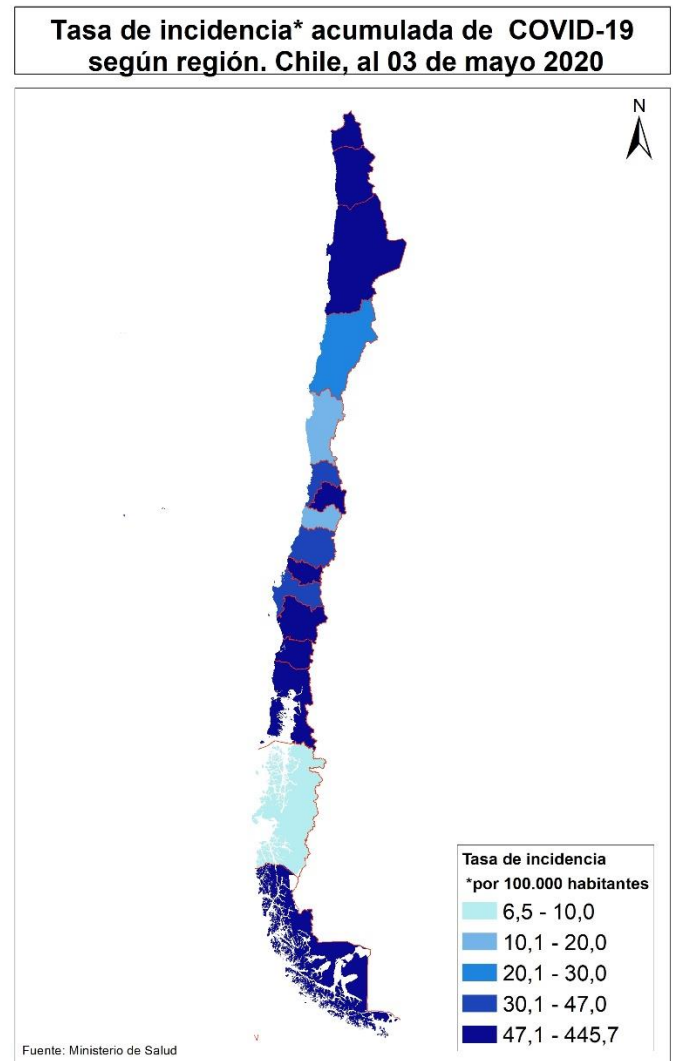 Tasa de incidencia* acumulada de COVID-19
según región. Chile, al 03 de mayo 2020
N
Tasa de incidencia
*por 100.000 habitantes
6,5 - 10,0
10,1 - 20,0
20,1 - 30,0
30,1 - 47,0
47,1 - 445,7
Fuente: Ministerio de Salud